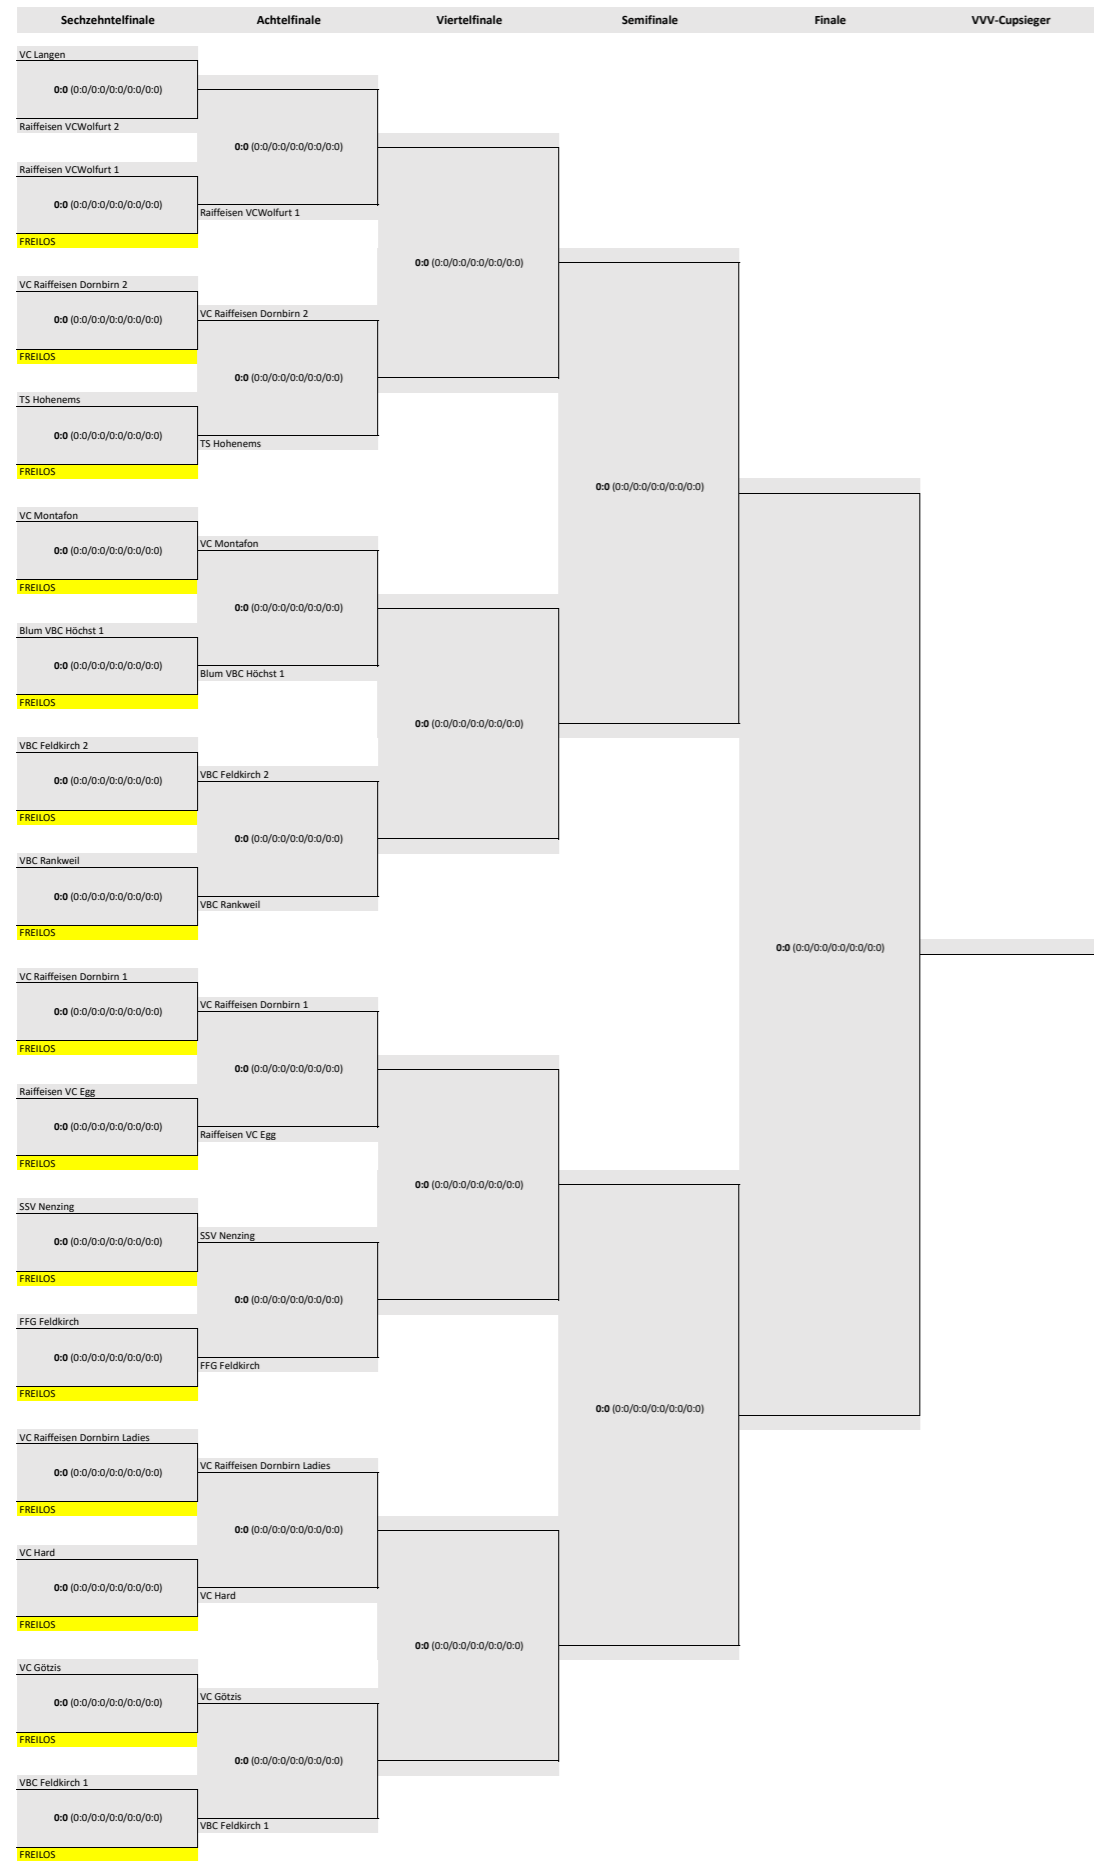 Sechzehntelfinale Achtelfinale Viertelfinale Semifinale Finale VVV-Cupsieger
VC Langen
0:0 (0:0/0:0/0:0/0:0/0:0)
Raiffeisen VCWolfurt 2
0:0 (0:0/0:0/0:0/0:0/0:0)
Raiffeisen VCWolfurt 1
0:0 (0:0/0:0/0:0/0:0/0:0)
Raiffeisen VCWolfurt 1
FREILOS
0:0 (0:0/0:0/0:0/0:0/0:0)
VC Raiffeisen Dornbirn 2
VC Raiffeisen Dornbirn 2
0:0 (0:0/0:0/0:0/0:0/0:0)
FREILOS
0:0 (0:0/0:0/0:0/0:0/0:0)
TS Hohenems
0:0 (0:0/0:0/0:0/0:0/0:0)
TS Hohenems
FREILOS
0:0 (0:0/0:0/0:0/0:0/0:0)
VC Montafon
VC Montafon
0:0 (0:0/0:0/0:0/0:0/0:0)
FREILOS
0:0 (0:0/0:0/0:0/0:0/0:0)
Blum VBC Höchst 1
0:0 (0:0/0:0/0:0/0:0/0:0)
Blum VBC Höchst 1
FREILOS
0:0 (0:0/0:0/0:0/0:0/0:0)
VBC Feldkirch 2
VBC Feldkirch 2
0:0 (0:0/0:0/0:0/0:0/0:0)
FREILOS
0:0 (0:0/0:0/0:0/0:0/0:0)
VBC Rankweil
0:0 (0:0/0:0/0:0/0:0/0:0)
VBC Rankweil
FREILOS
0:0 (0:0/0:0/0:0/0:0/0:0)
VC Raiffeisen Dornbirn 1
VC Raiffeisen Dornbirn 1
0:0 (0:0/0:0/0:0/0:0/0:0)
FREILOS
0:0 (0:0/0:0/0:0/0:0/0:0)
Raiffeisen VC Egg
0:0 (0:0/0:0/0:0/0:0/0:0)
Raiffeisen VC Egg
FREILOS
0:0 (0:0/0:0/0:0/0:0/0:0)
SSV Nenzing
SSV Nenzing
0:0 (0:0/0:0/0:0/0:0/0:0)
FREILOS
0:0 (0:0/0:0/0:0/0:0/0:0)
FFG Feldkirch
0:0 (0:0/0:0/0:0/0:0/0:0)
FFG Feldkirch
FREILOS
0:0 (0:0/0:0/0:0/0:0/0:0)
VC Raiffeisen Dornbirn Ladies
VC Raiffeisen Dornbirn Ladies
0:0 (0:0/0:0/0:0/0:0/0:0)
FREILOS
0:0 (0:0/0:0/0:0/0:0/0:0)
VC Hard
0:0 (0:0/0:0/0:0/0:0/0:0)
VC Hard
FREILOS
0:0 (0:0/0:0/0:0/0:0/0:0)
VC Götzis
VC Götzis
0:0 (0:0/0:0/0:0/0:0/0:0)
FREILOS
0:0 (0:0/0:0/0:0/0:0/0:0)
VBC Feldkirch 1
0:0 (0:0/0:0/0:0/0:0/0:0)
VBC Feldkirch 1
FREILOS